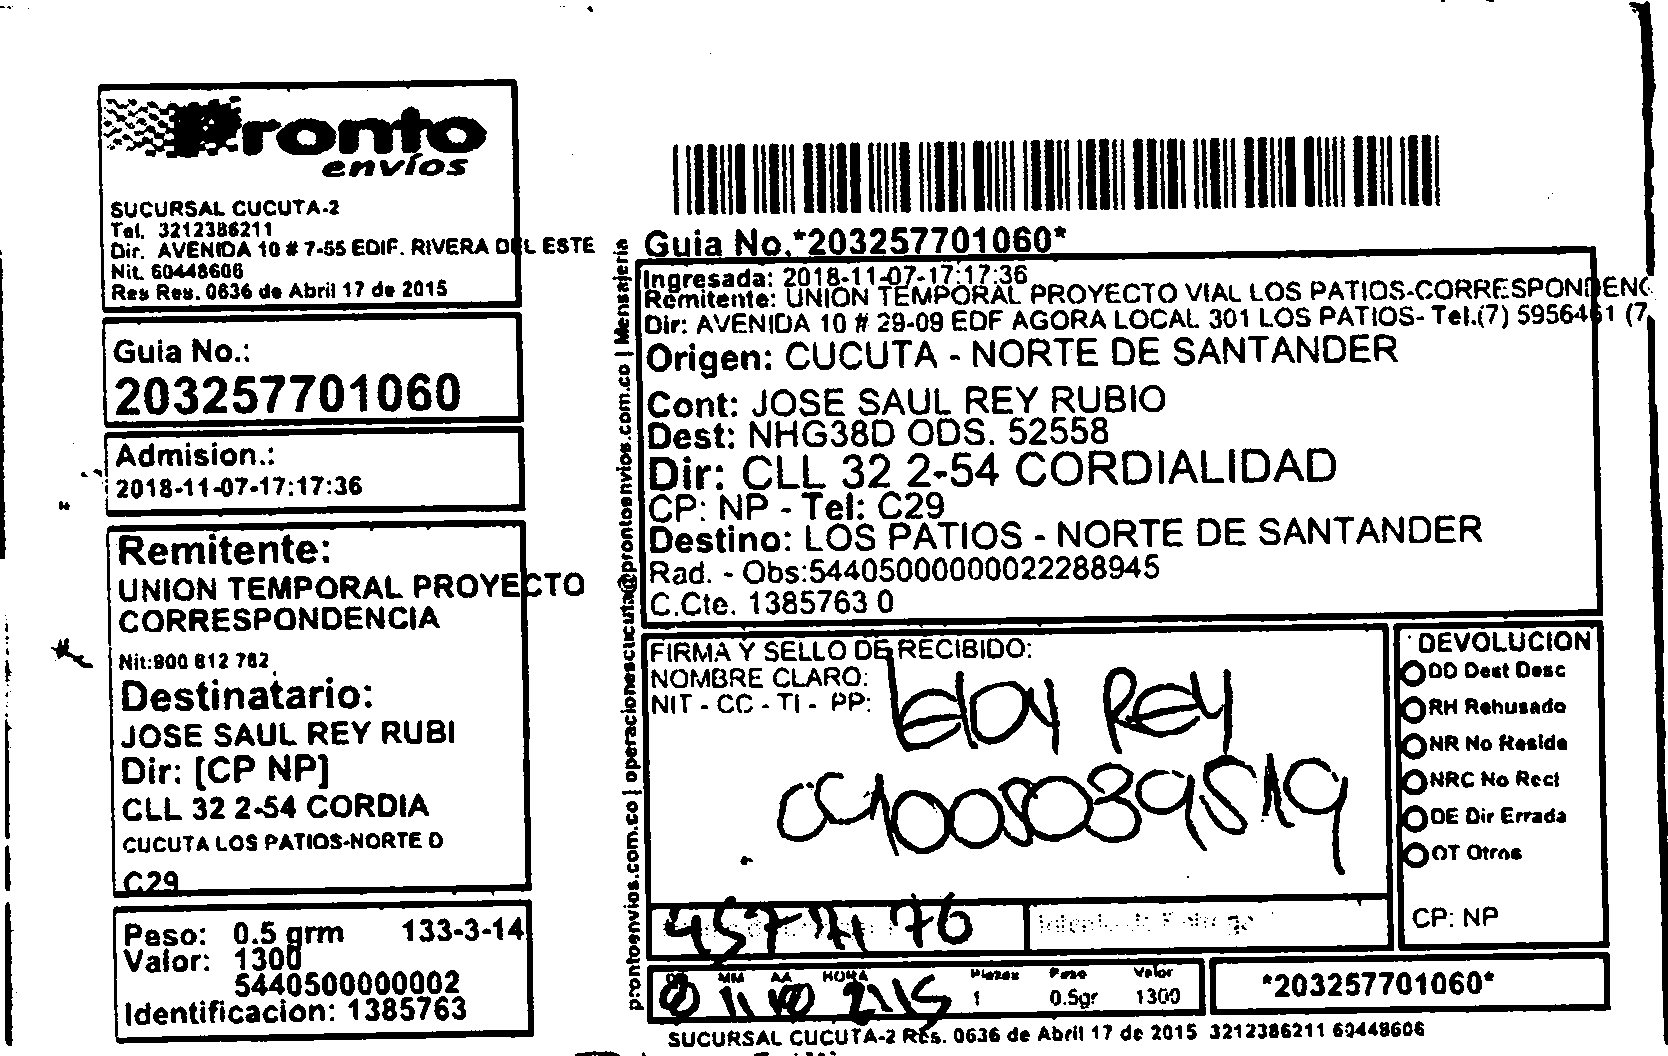 Pronto
envíos
SUCURSAL CUCUTA-2
Tel. 3212386211
Dir. AVENIDA 10 # 7-55 EDIF. RIVERA DEL ESTE
Nit. 60448606
Res Res. 0636 de Abril 17 de 2015
Guia No.:
203257701060
Admision.:
2018-11-07-17:17:36
Remitente:
UNION TEMPORAL PROYECTO
CORRESPONDENCIA
Nit:900 812 782
Destinatario:
JOSE SAUL REY RUBI
Dir: [CP NP]
CLL 32 2-54 CORDIA
CUCUTA LOS PATIOS-NORTE D
C29
Peso: 0.5 grm 133-3-14
Valor: 1300
5440500000002
Identificacion: 1385763
prontoenvios.com.co | operacionescucuta@prontoenvios.com.co | Mensajeria
Guia No.*203257701060*
Ingresada: 2018-11-07-17:17:36
Remitente: UNION TEMPORAL PROYECTO VIAL LOS PATIOS-CORRESPONDENC
Dir: AVENIDA 10 # 29-09 EDF AGORA LOCAL 301 LOS PATIOS- Tel.(7) 5956461 (7
Origen: CUCUTA - NORTE DE SANTANDER
Cont: JOSE SAUL REY RUBIO
Dest: NHG38D ODS. 52558
Dir: CLL 32 2-54 CORDIALIDAD
CP: NP - Tel: C29
Destino: LOS PATIOS - NORTE DE SANTANDER
Rad. - Obs:54405000000022288945
C.Cte. 1385763 0
FIRMA Y SELLO DE RECIBIDO:
NOMBRE CLARO:
NIT - CC - TI - PP:
ElOY REY
CC1005039519
DEVOLUCION
DD Dest Desc
RH Rehusado
NR No Reside
NRC No Recl
DE Dir Errada
OT Otros
CP: NP
MM AA HORA Piezas Peso Valor
1 0.5gr 1300
*203257701060*
SUCURSAL CUCUTA-2 Res. 0636 de Abril 17 de 2015 3212386211 60448606